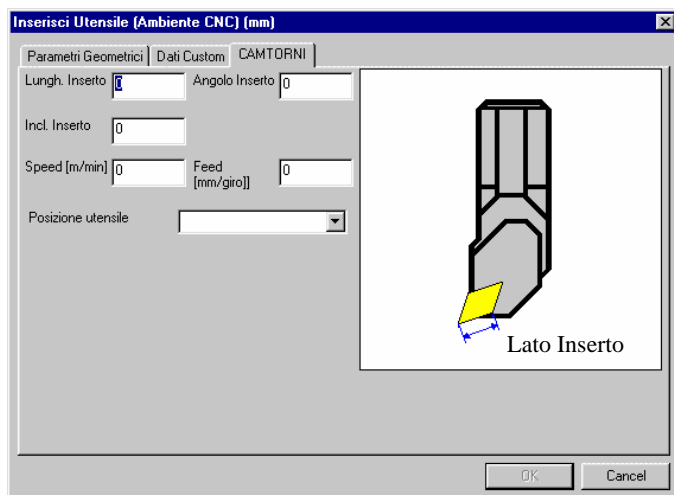 Inserisci Utensile (Ambiente CNC) (mm)
Parametri Geometrici Dati Custom CAMTORNI
Lungh. Inserto 0 Angolo Inserto 0
Incl. Inserto 0
Speed [m/min] 0 Feed [mm/giro]] 0
Posizione utensile
Lato Inserto
OK Cancel